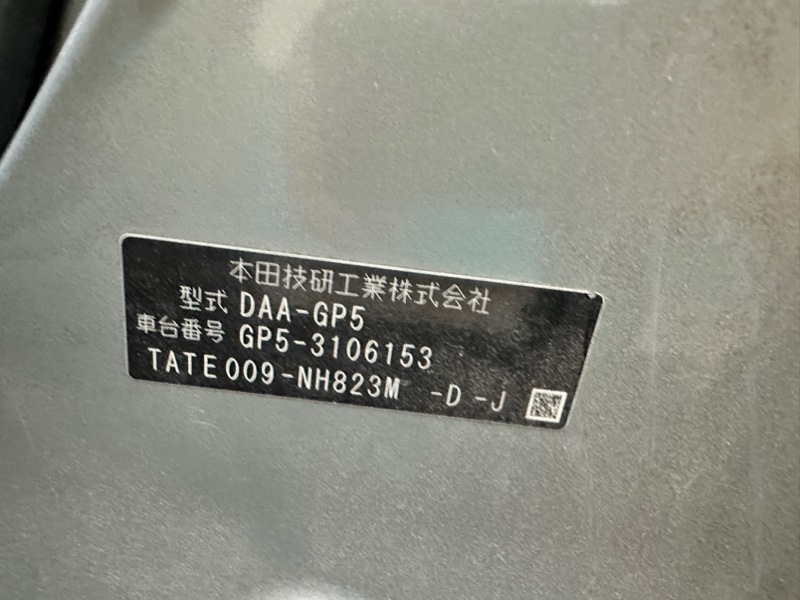 本田技研工業株式会社
型式 DAA-GP5
車台番号 GP5-3106153
TATE009-NH823M -D -J